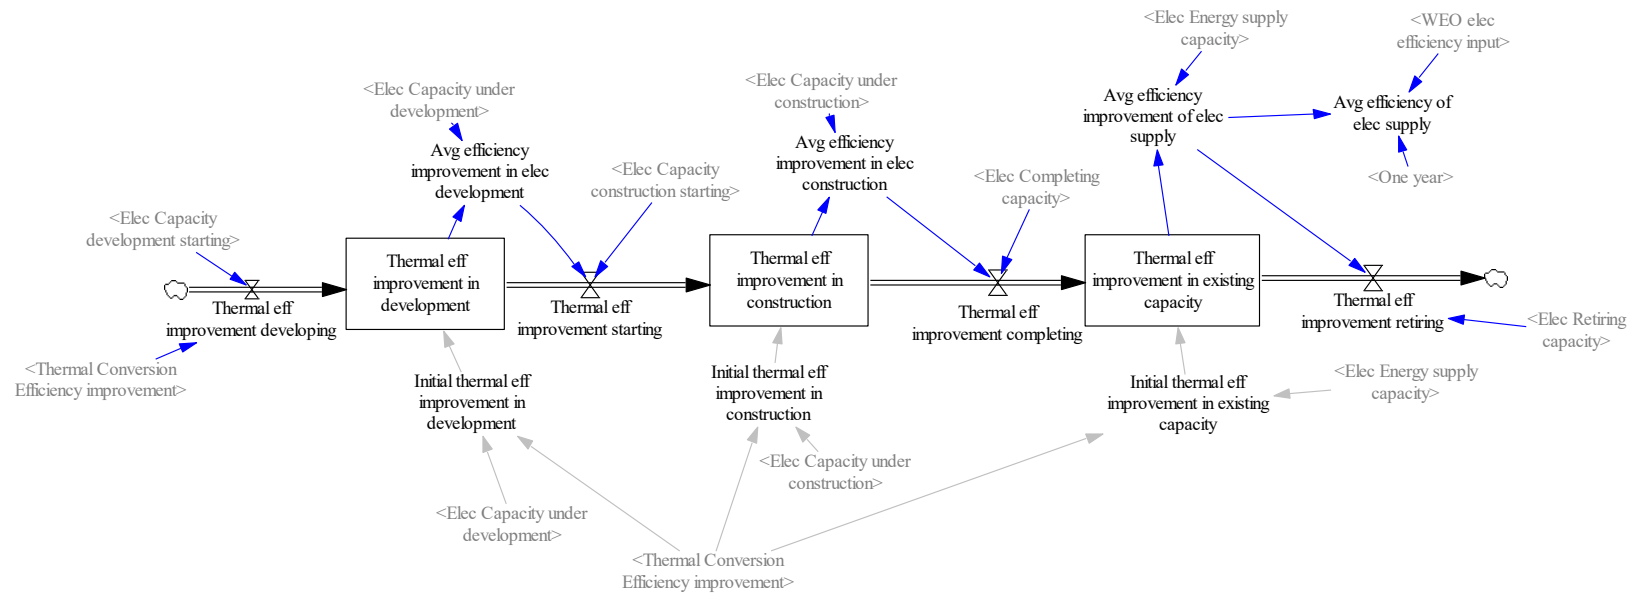 <Elec Energy supply
capacity>
<WEO elec
efficiency input>
<Elec Capacity under
development>
<Elec Capacity under
construction>
Avg efficiency
improvement of elec
supply
Avg efficiency of
elec supply
Avg efficiency
improvement in elec
development
<Elec Capacity
construction starting>
Avg efficiency
improvement in elec
construction
<Elec Completing
capacity>
<One year>
<Elec Capacity
development starting>
Thermal eff
improvement in
development
Thermal eff
improvement in
construction
Thermal eff
improvement in existing
capacity
Thermal eff
improvement developing
Thermal eff
improvement starting
Thermal eff
improvement completing
Thermal eff
improvement retiring
<Elec Retiring
capacity>
<Thermal Conversion
Efficiency improvement>
Initial thermal eff
improvement in
development
Initial thermal eff
improvement in
construction
Initial thermal eff
improvement in existing
capacity
<Elec Energy supply
capacity>
<Elec Capacity under
construction>
<Elec Capacity under
development>
<Thermal Conversion
Efficiency improvement>